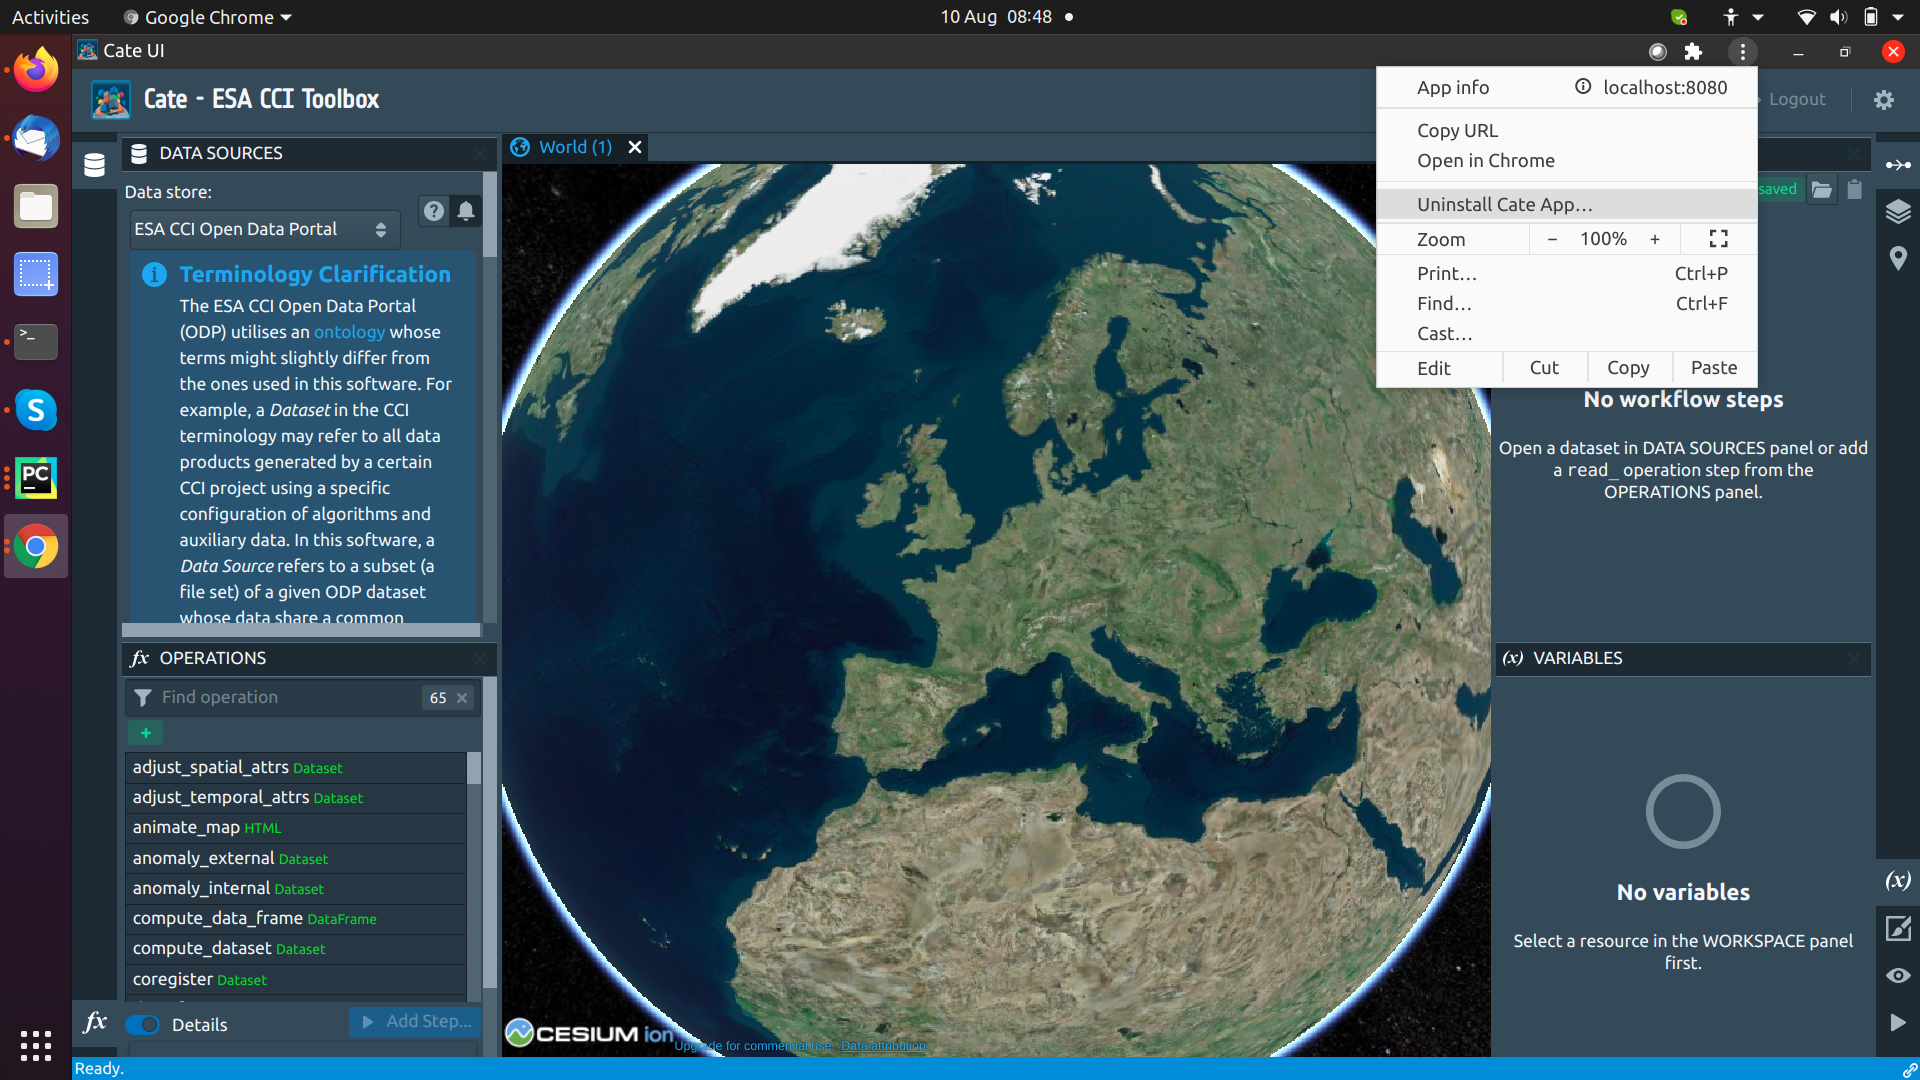 Activities
Google Chrome
10 Aug 08:48
Cate UI
Cate - ESA CCI Toolbox
Logout
App info
localhost:8080
Copy URL
Open in Chrome
Uninstall Cate App…
Zoom
− 100% +
Print… Ctrl+P
Find… Ctrl+F
Cast…
Edit Cut Copy Paste
DATA SOURCES
Data store:
ESA CCI Open Data Portal
Terminology Clarification
The ESA CCI Open Data Portal
(ODP) utilises an ontology whose
terms might slightly differ from
the ones used in this software. For
example, a Dataset in the CCI
terminology may refer to all data
products generated by a certain
CCI project using a specific
configuration of algorithms and
auxiliary data. In this software, a
Data Source refers to a subset (a
file set) of a given ODP dataset
whose data share a common
World (1)
saved
No workflow steps
Open a dataset in DATA SOURCES panel or add
a read_ operation step from the
OPERATIONS panel.
fx OPERATIONS
Find operation
65
+
adjust_spatial_attrs Dataset
adjust_temporal_attrs Dataset
animate_map HTML
anomaly_external Dataset
anomaly_internal Dataset
compute_data_frame DataFrame
compute_dataset Dataset
coregister Dataset
fx
Details
Add Step...
(x) VARIABLES
No variables
Select a resource in the WORKSPACE panel
first.
(x)
CESIUM ion
Upgrade for commercial use. Data attribution
PC
S
Ready.